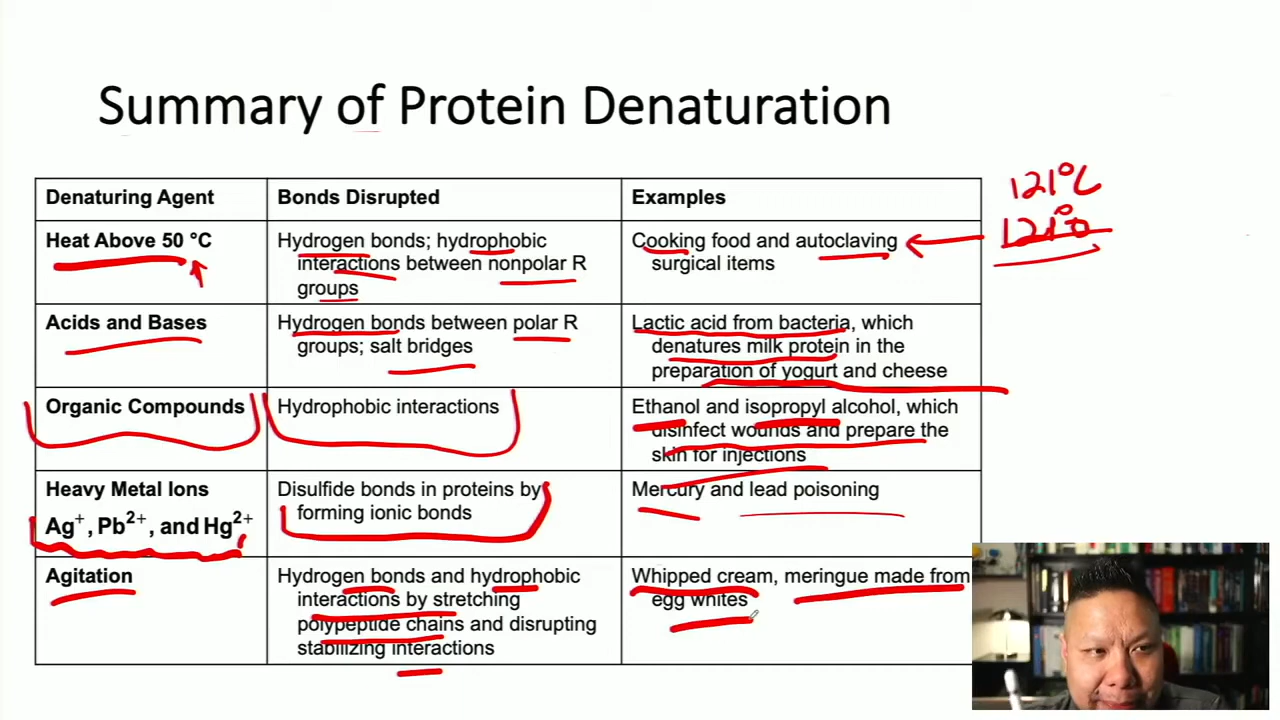 Summary of Protein Denaturation
Denaturing Agent
Bonds Disrupted
Examples
121°C
Heat Above 50 °C
Hydrogen bonds; hydrophobic
interactions between nonpolar R
groups
Cooking food and autoclaving
surgical items
Acids and Bases
Hydrogen bonds between polar R
groups; salt bridges
Lactic acid from bacteria, which
denatures milk protein in the
preparation of yogurt and cheese
Organic Compounds
Hydrophobic interactions
Ethanol and isopropyl alcohol, which
disinfect wounds and prepare the
skin for injections
Heavy Metal Ions
Ag⁺, Pb²⁺, and Hg²⁺
Disulfide bonds in proteins by
forming ionic bonds
Mercury and lead poisoning
Agitation
Hydrogen bonds and hydrophobic
interactions by stretching
polypeptide chains and disrupting
stabilizing interactions
Whipped cream, meringue made from
egg whites